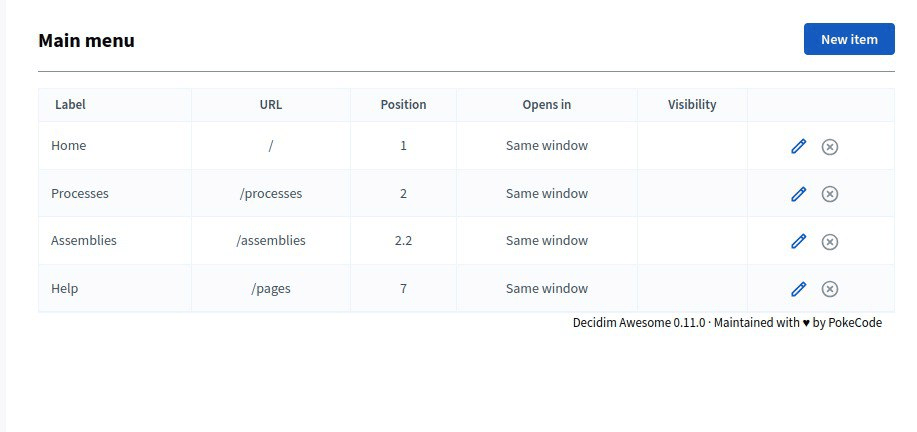 Main menu
New item
Label URL Position Opens in Visibility
Home / 1 Same window
Processes /processes 2 Same window
Assemblies /assemblies 2.2 Same window
Help /pages 7 Same window
Decidim Awesome 0.11.0 · Maintained with ♥ by PokeCode